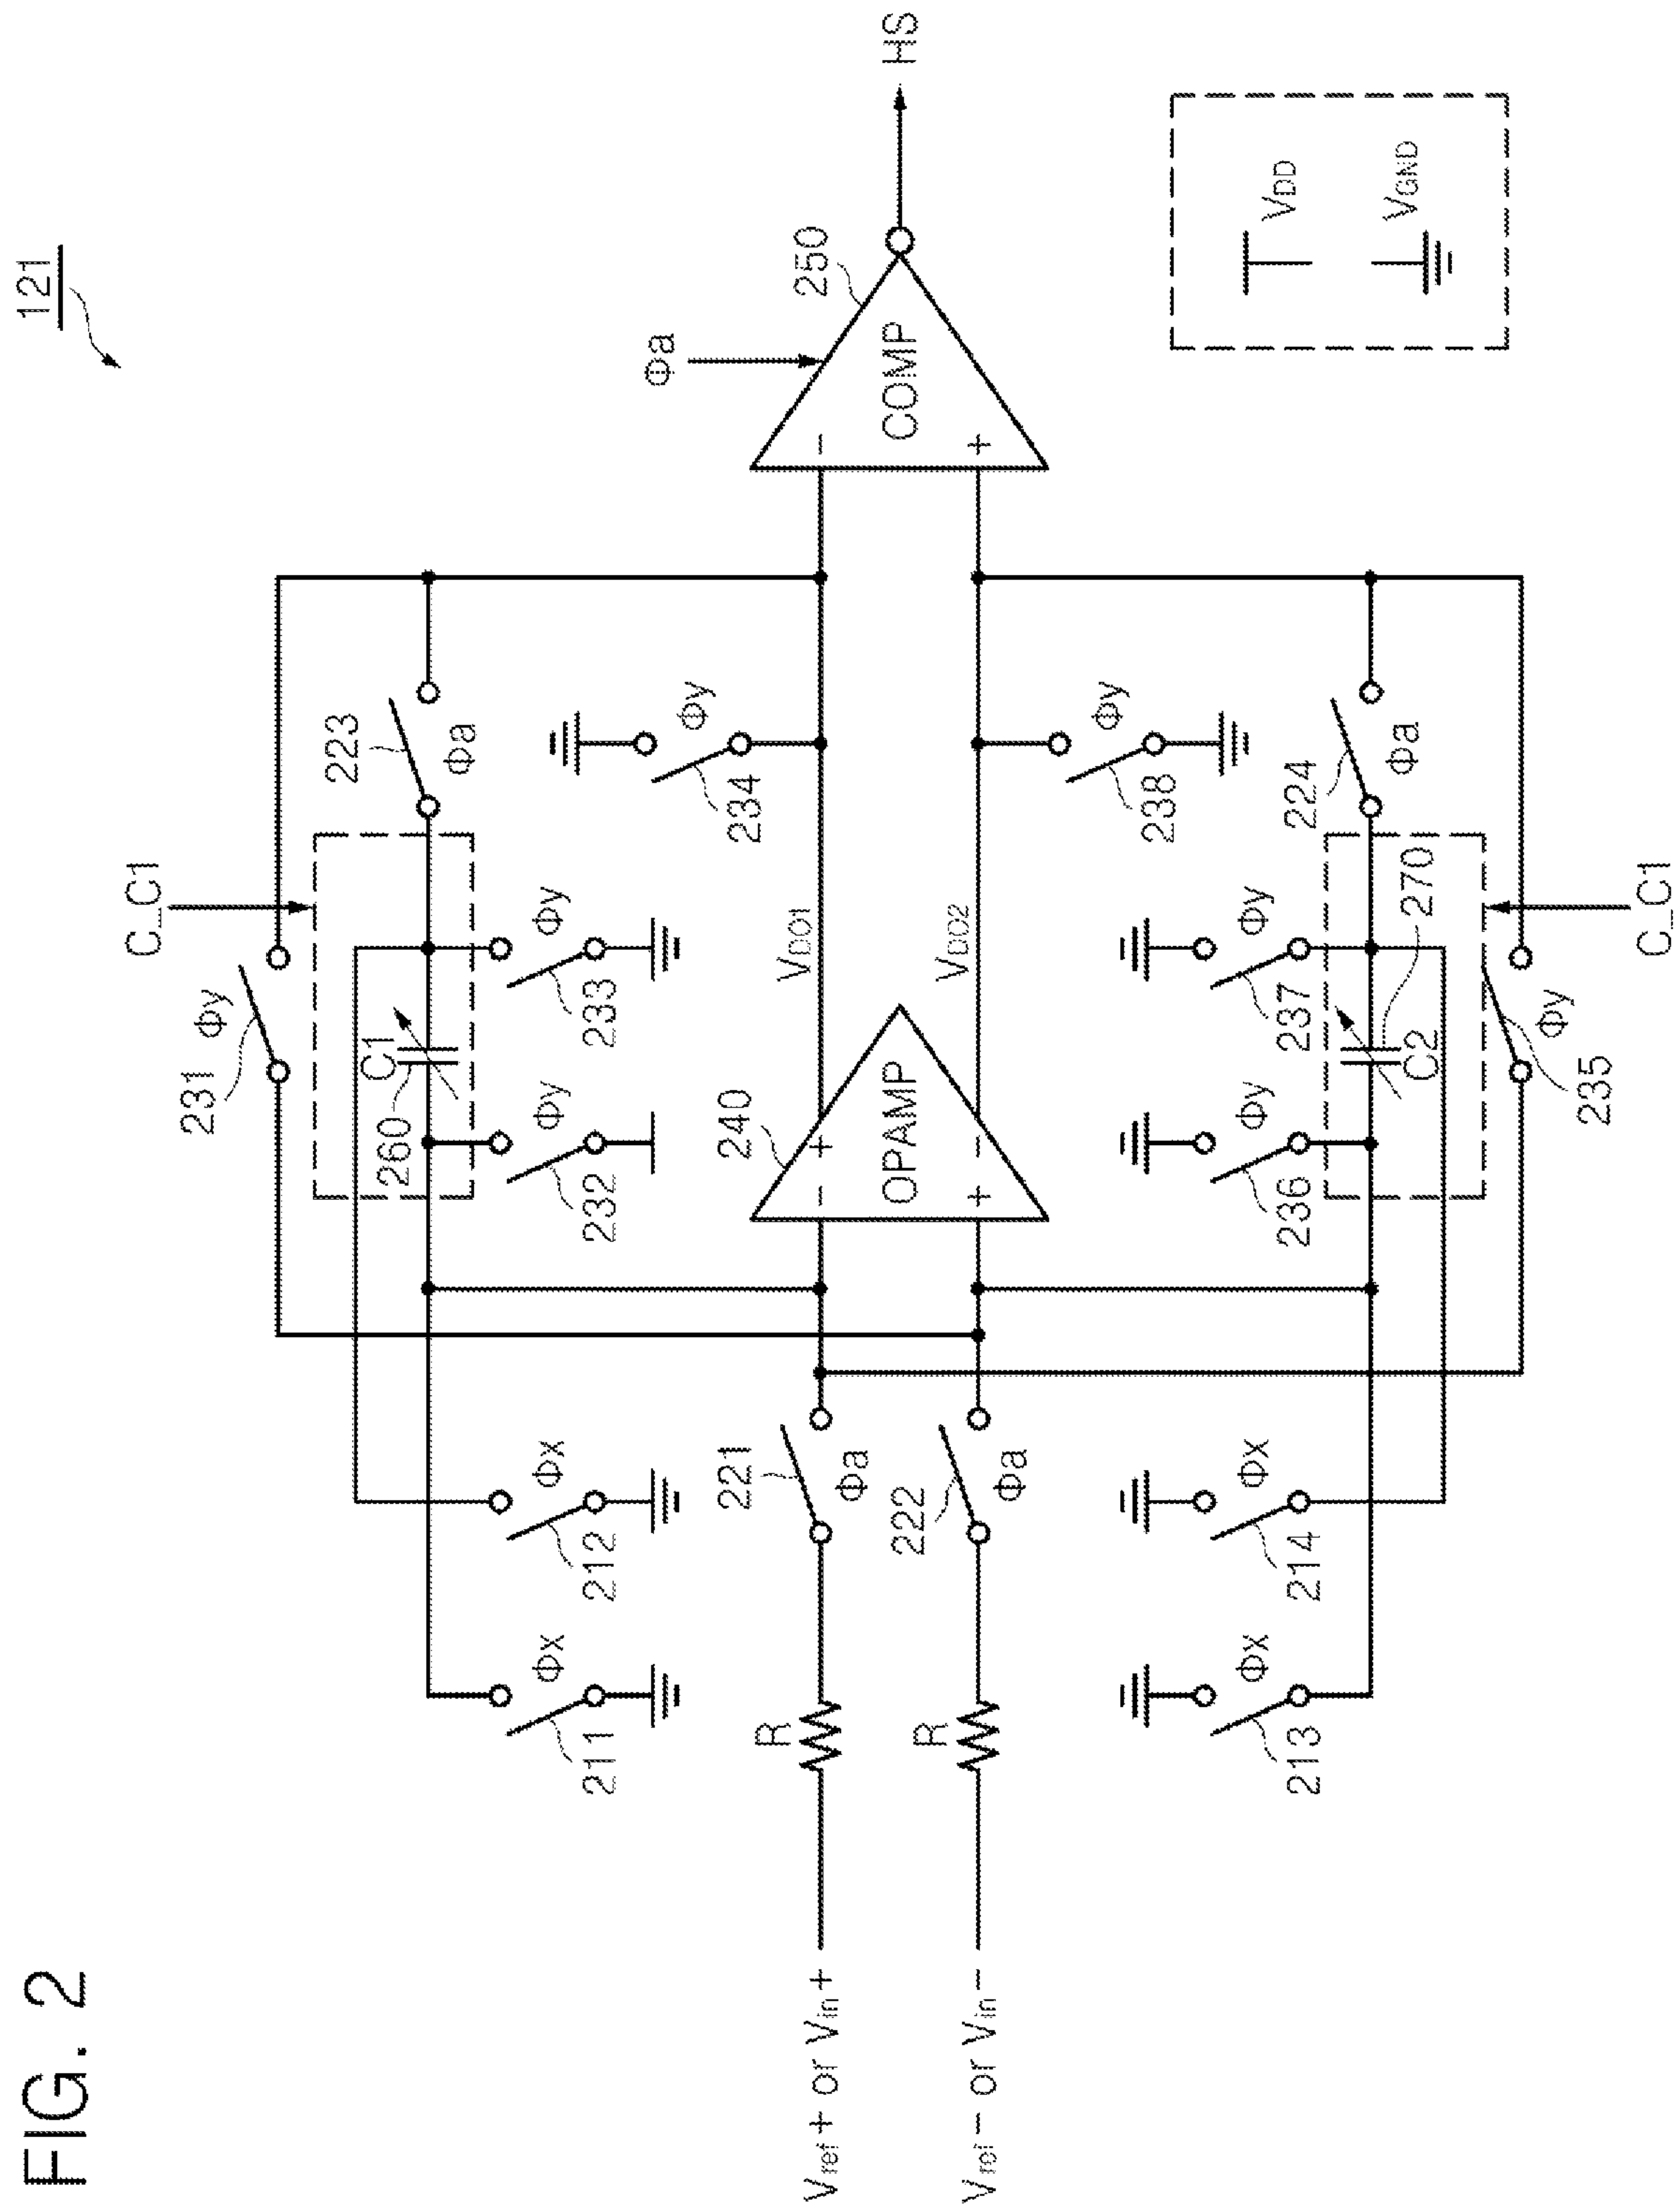 FIG. 2
121
C_C1
231
Φy
223
Φa
C1
260
Φy
232
Φy
233
Φy
234
Φx
211
Φx
212
Φa
250
COMP
-
+
HS
240
OPAMP
-
+
+
-
VDO1
VDO2
221
Φa
222
Φa
R
R
Vref + or Vin +
Vref - or Vin -
Φx
213
Φx
214
Φy
236
Φy
237
Φy
238
224
Φa
C2
270
235
Φy
C_C1
VDD
VGND